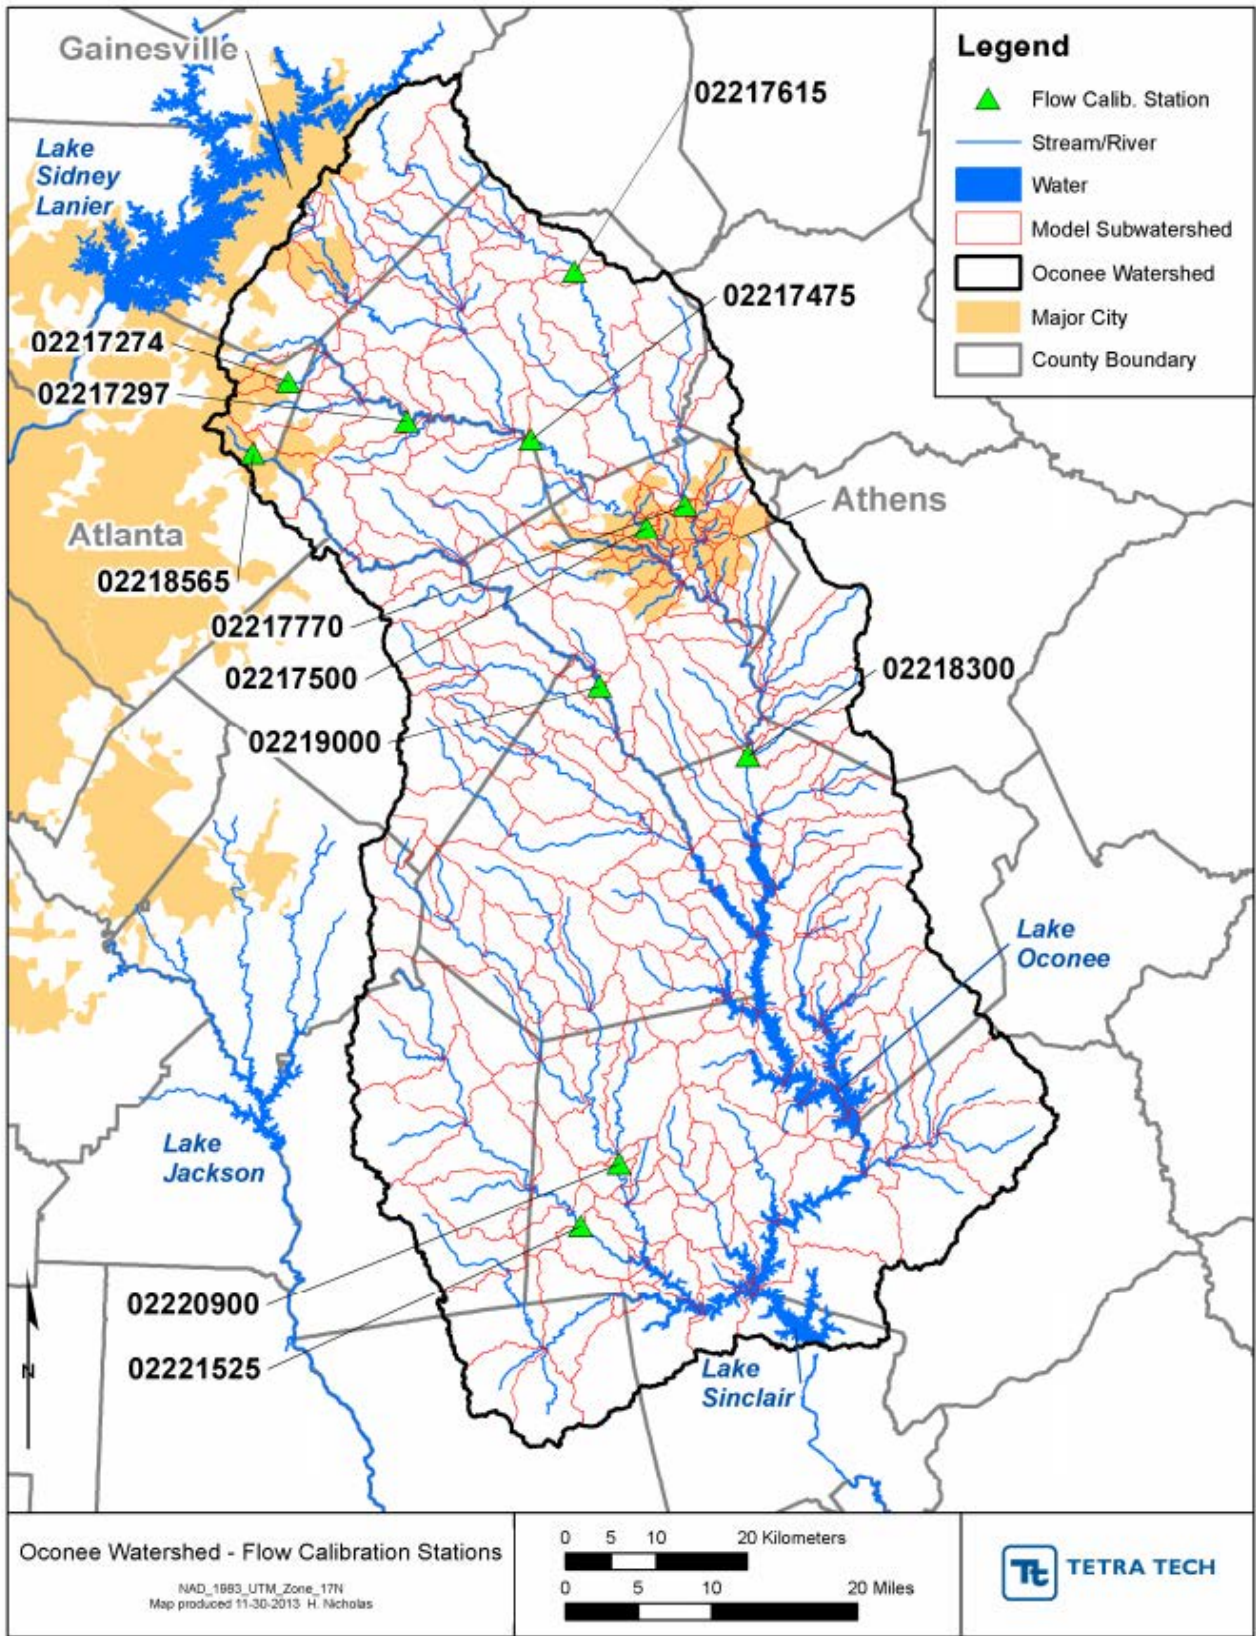 Gainesville
Lake
Sidney
Lanier
02217615
Legend
Flow Calib. Station
Stream/River
Water
Model Subwatershed
Oconee Watershed
Major City
County Boundary
02217475
02217274
02217297
Atlanta
Athens
02218565
02217770
02217500
02218300
02219000
Lake
Oconee
Lake
Jackson
02220900
02221525
Lake
Sinclair
N
Oconee Watershed - Flow Calibration Stations
NAD_1983_UTM_Zone_17N
Map produced 11-30-2013 H. Nicholas
0 5 10 20 Kilometers
0 5 10 20 Miles
Tt TETRA TECH